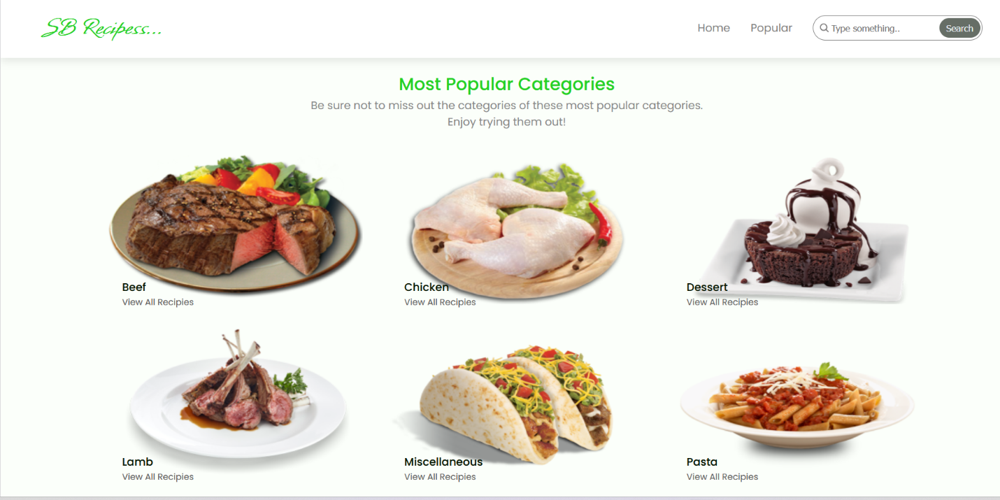 SB Recipess...
Home
Popular
Type something..
Search
Most Popular Categories
Be sure not to miss out the categories of these most popular categories.
Enjoy trying them out!
Beef
View All Recipies
Chicken
View All Recipies
Dessert
View All Recipies
Lamb
View All Recipies
Miscellaneous
View All Recipies
Pasta
View All Recipies